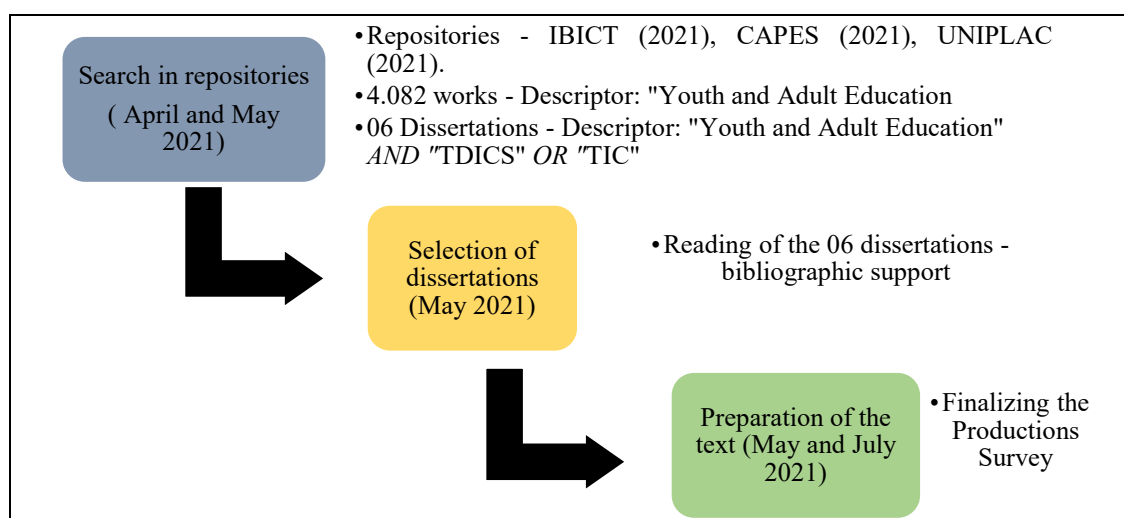 Search in repositories
( April and May
2021)
•Repositories - IBICT (2021), CAPES (2021), UNIPLAC
(2021).
•4.082 works - Descriptor: "Youth and Adult Education
•06 Dissertations - Descriptor: "Youth and Adult Education"
AND "TDICS" OR "TIC"
Selection of
dissertations
(May 2021)
•Reading of the 06 dissertations -
bibliographic support
Preparation of the
text (May and July
2021)
•Finalizing the
Productions
Survey